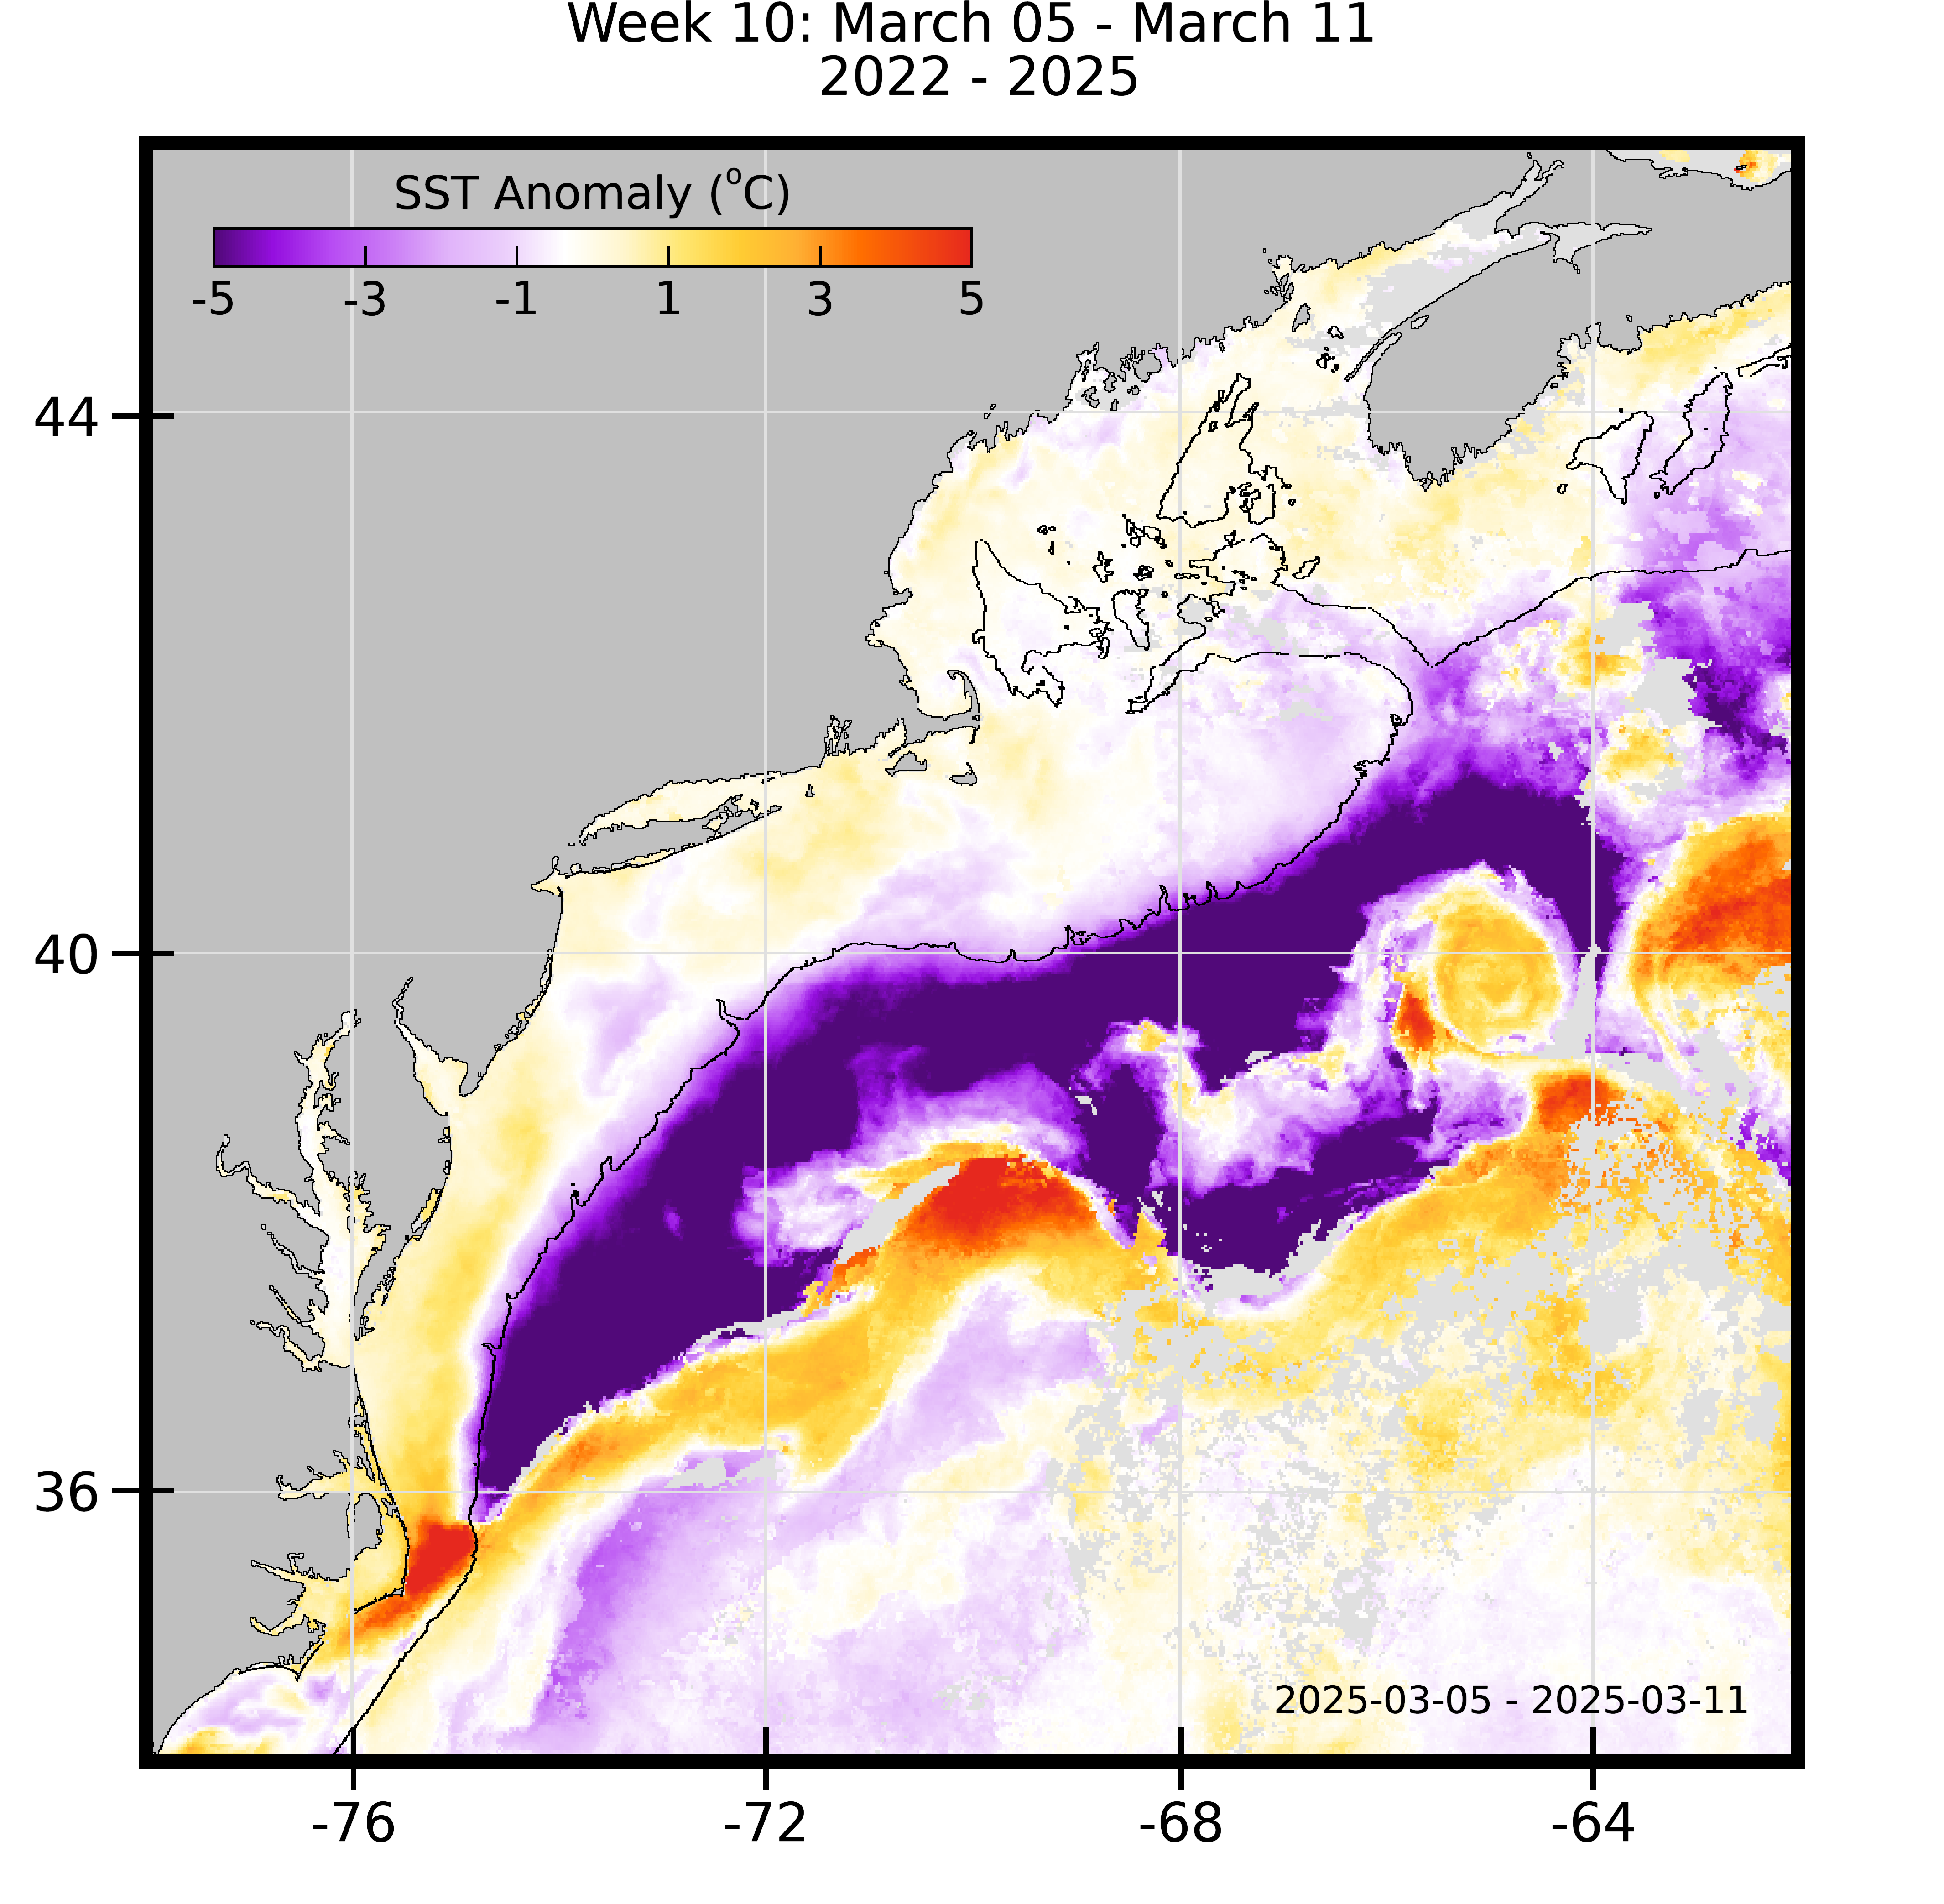 Week 10: March 05 - March 11
2022 - 2025
SST Anomaly (°C)
-5 -3 -1 1 3 5
44
40
36
2025-03-05 - 2025-03-11
-76 -72 -68 -64